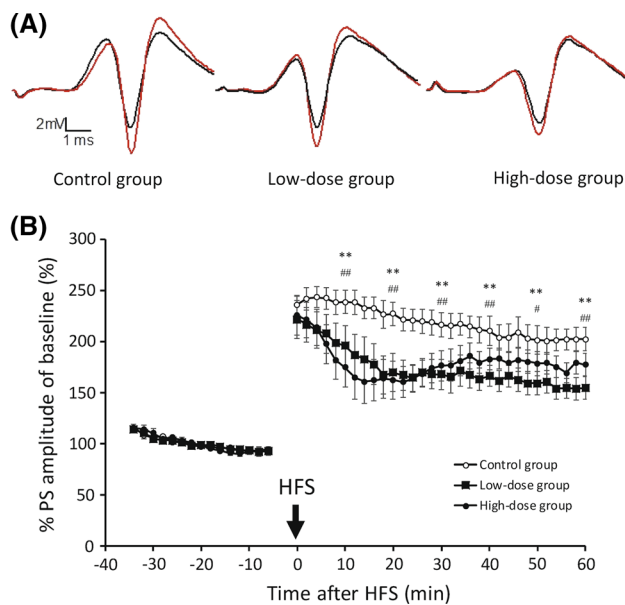 (A)
2mV
1 ms
Control group
Low-dose group
High-dose group
(B)
% PS amplitude of baseline (%)
300
250
200
150
100
50
0
** ** ** ** ** **
## ## ## ## # ##
HFS
Control group
Low-dose group
High-dose group
-40 -30 -20 -10 0 10 20 30 40 50 60
Time after HFS (min)